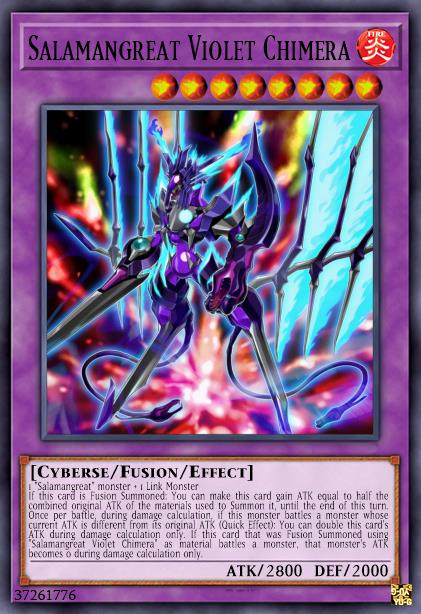 SALAMANGREAT VIOLET CHIMERA
FIRE
炎
[CYBERSE/FUSION/EFFECT]
1 "Salamangreat" monster + 1 Link Monster
If this card is Fusion Summoned: You can make this card gain ATK equal to half the
combined original ATK of the materials used to Summon it, until the end of this turn.
Once per battle, during damage calculation, if this monster battles a monster whose
current ATK is different from its original ATK (Quick Effect): You can double this card's
ATK during damage calculation only. If this card that was Fusion Summoned using
"Salamangreat Violet Chimera" as material battles a monster, that monster's ATK
becomes 0 during damage calculation only.
ATK/2800 DEF/2000
37261776